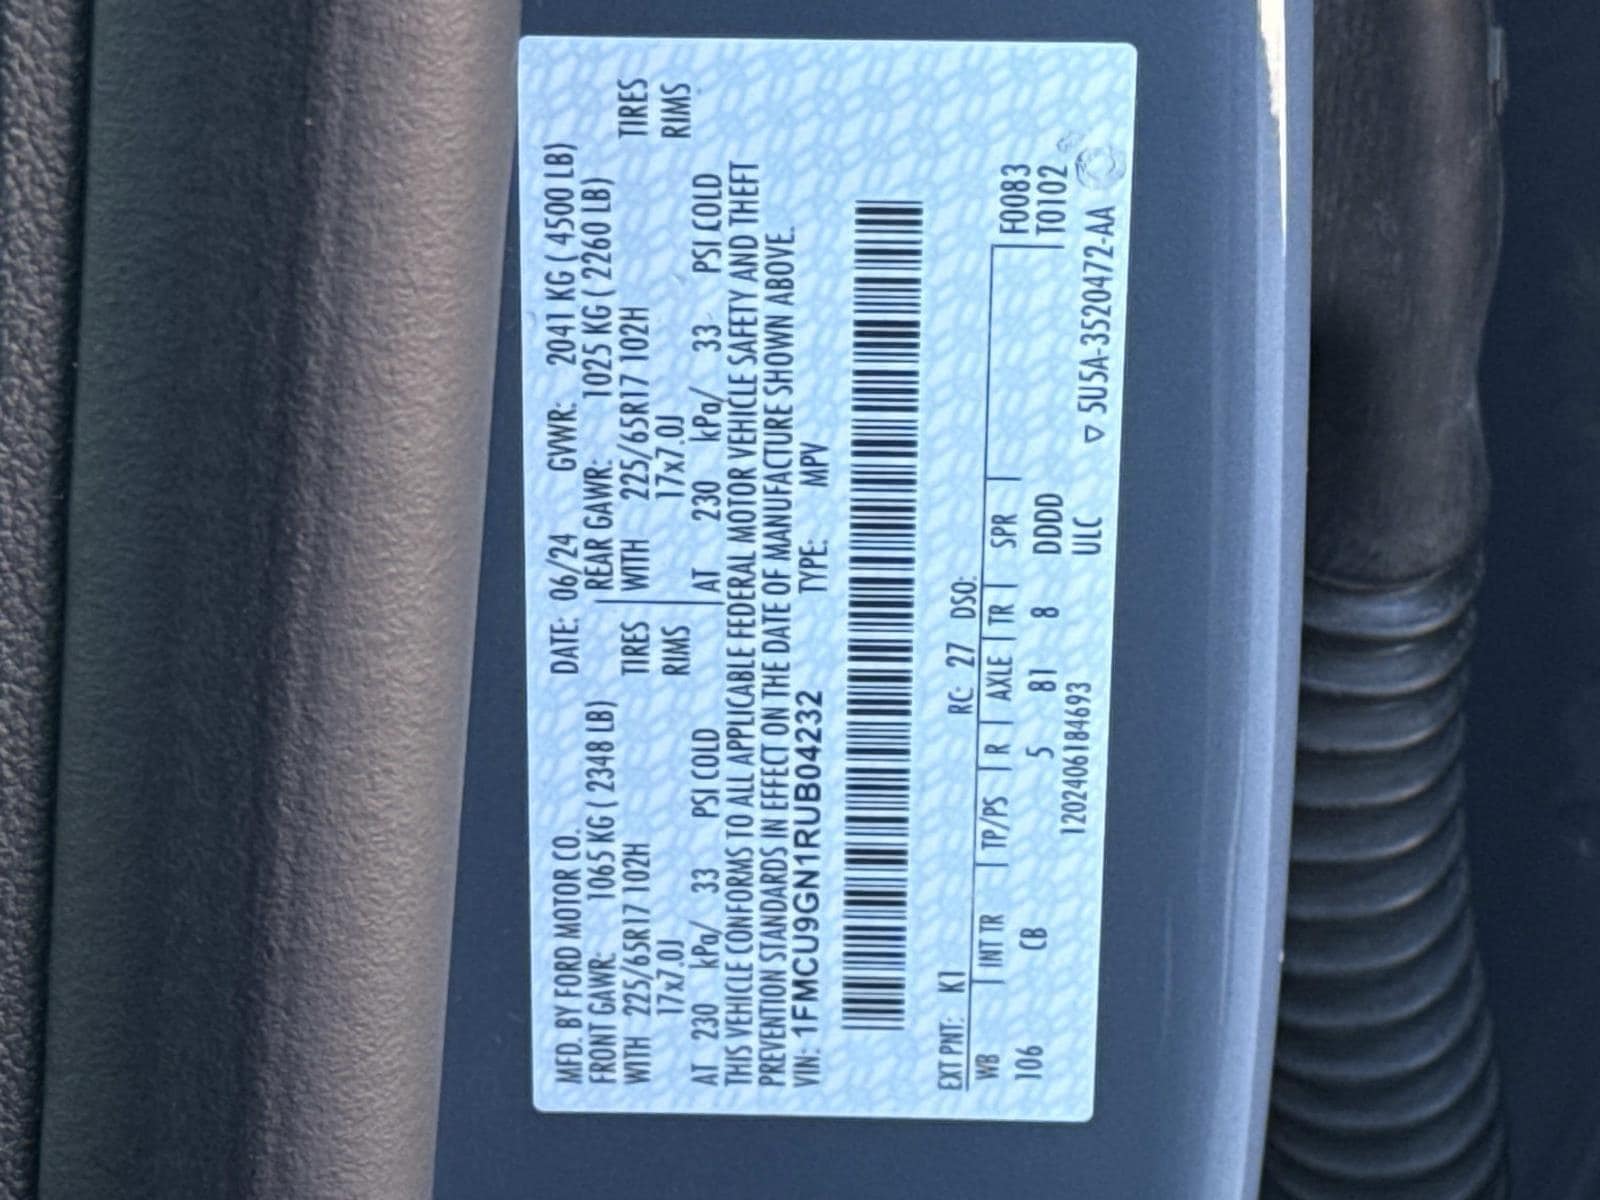 MFD. BY FORD MOTOR CO. DATE: 06/24 GVWR: 2041 KG ( 4500 LB)
FRONT GAWR: 1065 KG ( 2348 LB) REAR GAWR: 1025 KG ( 2260 LB)
WITH 225/65R17 102H TIRES WITH 225/65R17 102H TIRES
17x7.0J RIMS 17x7.0J RIMS
AT 230 kPa/ 33 PSI COLD AT 230 kPa/ 33 PSI COLD
THIS VEHICLE CONFORMS TO ALL APPLICABLE FEDERAL MOTOR VEHICLE SAFETY AND THEFT
PREVENTION STANDARDS IN EFFECT ON THE DATE OF MANUFACTURE SHOWN ABOVE.
VIN: 1FMCU9GN1RUB04232 TYPE: MPV
EXT PNT: K1 RC: 27 DSO:
WB INT TR TP/PS R AXLE TR SPR F0083
106 CB 5 81 8 DDDD T0102
120240618469​3 ULC ▽ 5U5A-3520472-AA